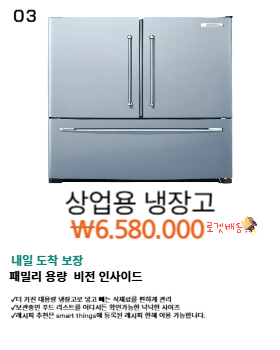 03
상업용 냉장고
₩6.580.000 로켓배송
내일 도착 보장
패밀리 용량 비전 인사이드
✓더 커진 대용량 냉장고로 넣고 빼는 식재료를 편하게 관리
✓보관중인 푸드 리스트를 어디서든 확인가능한 넉넉한 사이즈
✓레시피 추천은 smart things에 등록된 레시피 한해 이용 가능합니다.